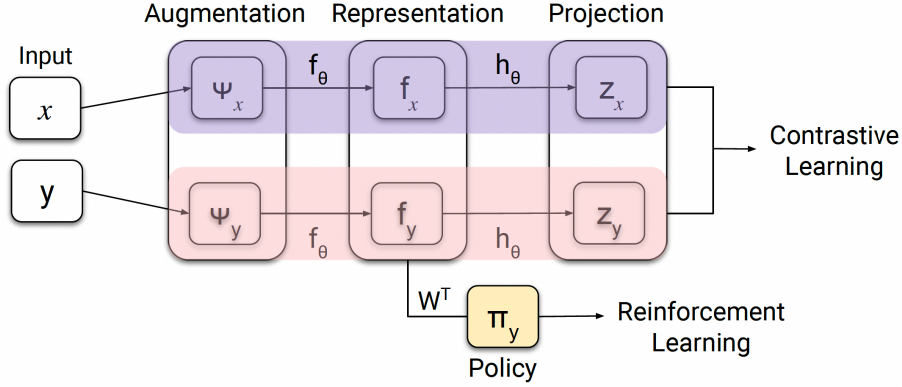 Augmentation Representation Projection
Input
x
Ψx
fθ
fx
hθ
zx
Contrastive
Learning
y
Ψy
fθ
fy
hθ
zy
Wᵀ
πy
Policy
Reinforcement
Learning